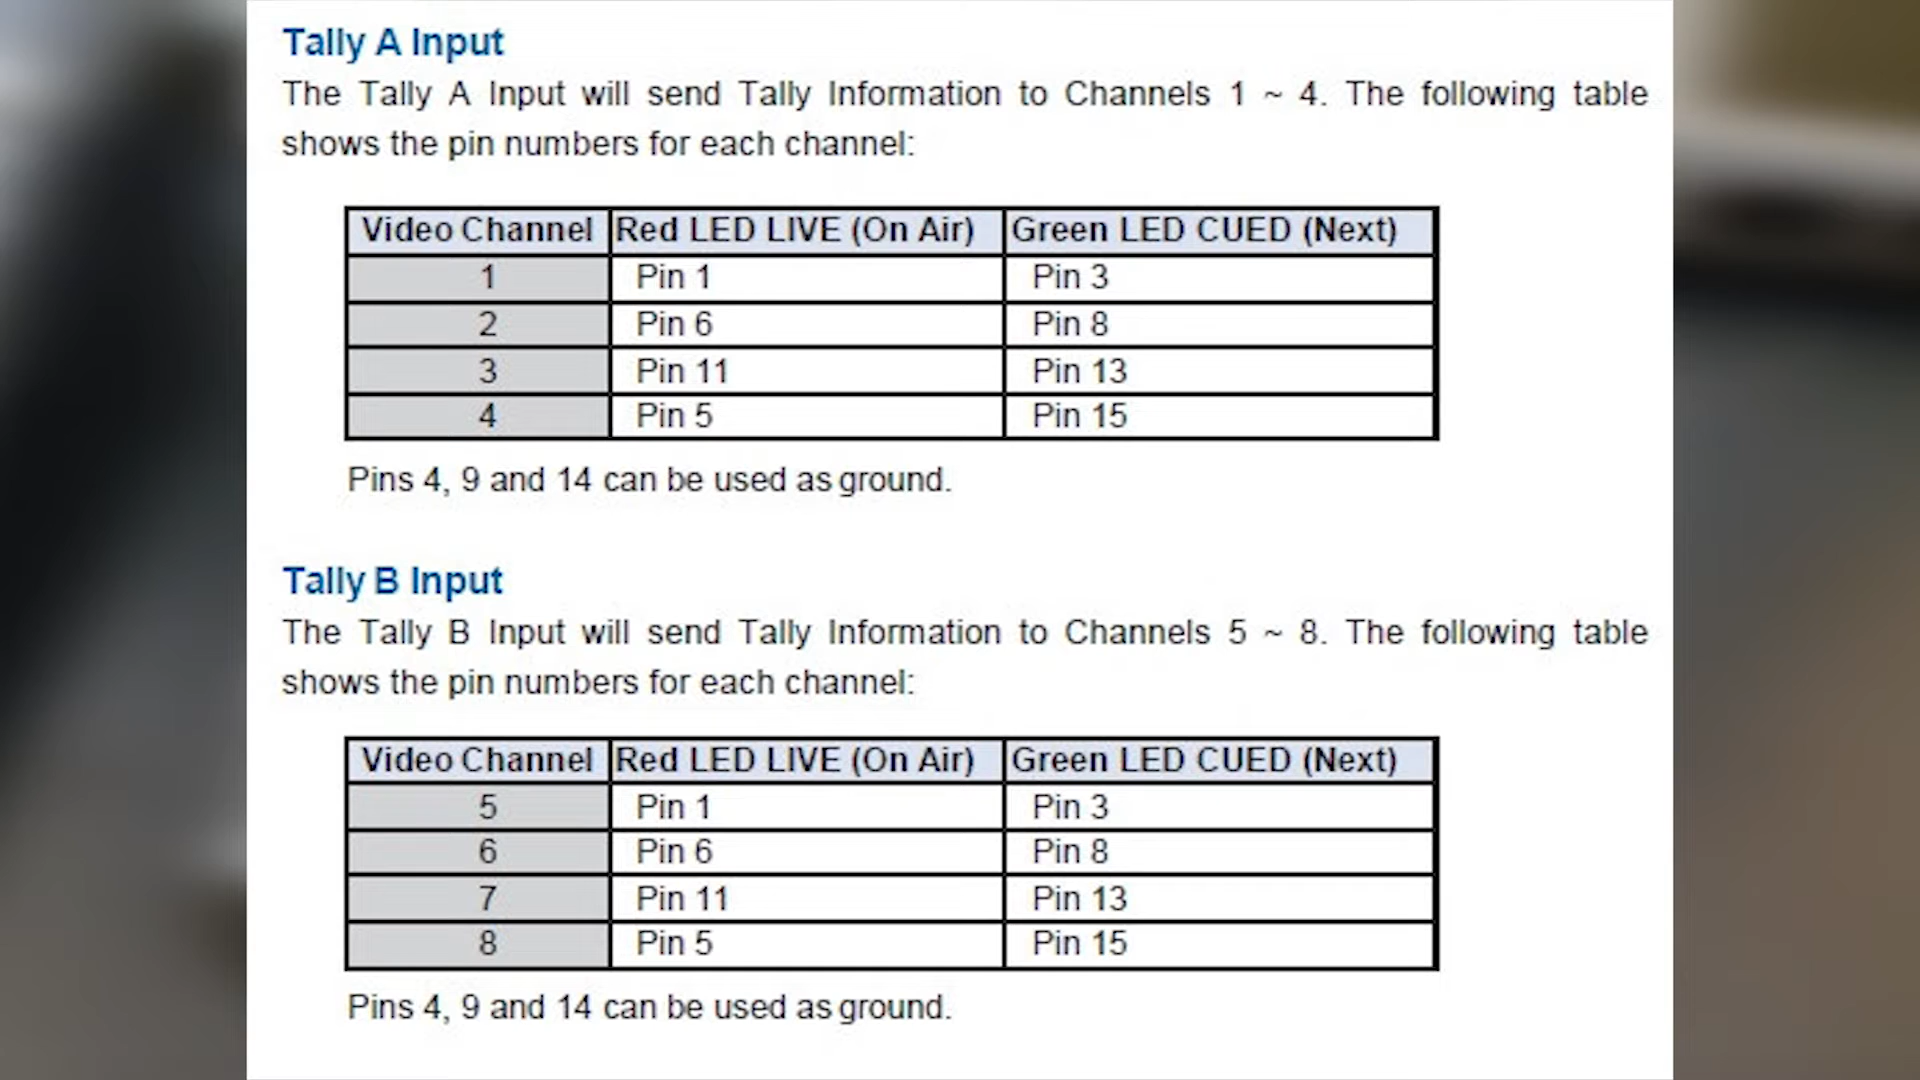 Tally A Input
The Tally A Input will send Tally Information to Channels 1 ~ 4. The following table
shows the pin numbers for each channel:
Video Channel Red LED LIVE (On Air) Green LED CUED (Next)
1 Pin 1 Pin 3
2 Pin 6 Pin 8
3 Pin 11 Pin 13
4 Pin 5 Pin 15
Pins 4, 9 and 14 can be used as ground.
Tally B Input
The Tally B Input will send Tally Information to Channels 5 ~ 8. The following table
shows the pin numbers for each channel:
Video Channel Red LED LIVE (On Air) Green LED CUED (Next)
5 Pin 1 Pin 3
6 Pin 6 Pin 8
7 Pin 11 Pin 13
8 Pin 5 Pin 15
Pins 4, 9 and 14 can be used as ground.